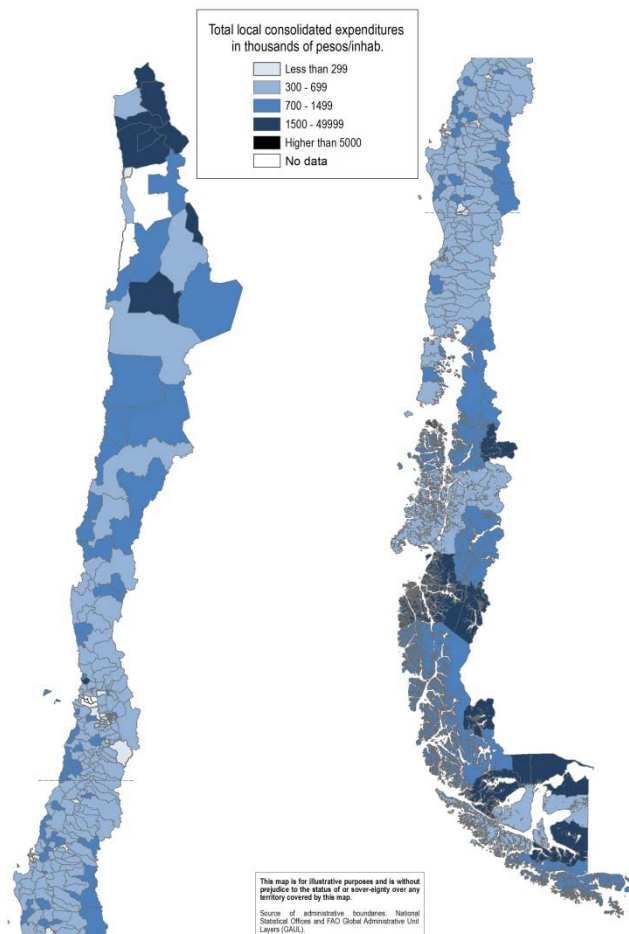 Total local consolidated expenditures
in thousands of pesos/inhab.
Less than 299
300 - 699
700 - 1499
1500 - 49999
Higher than 5000
No data
This map is for illustrative purposes and is without
prejudice to the status of or sover-eignty over any
territory covered by this map.
Source of administrative boundaries: National
Statistical Offices and FAO Global Administrative Unit
Layers (GAUL).